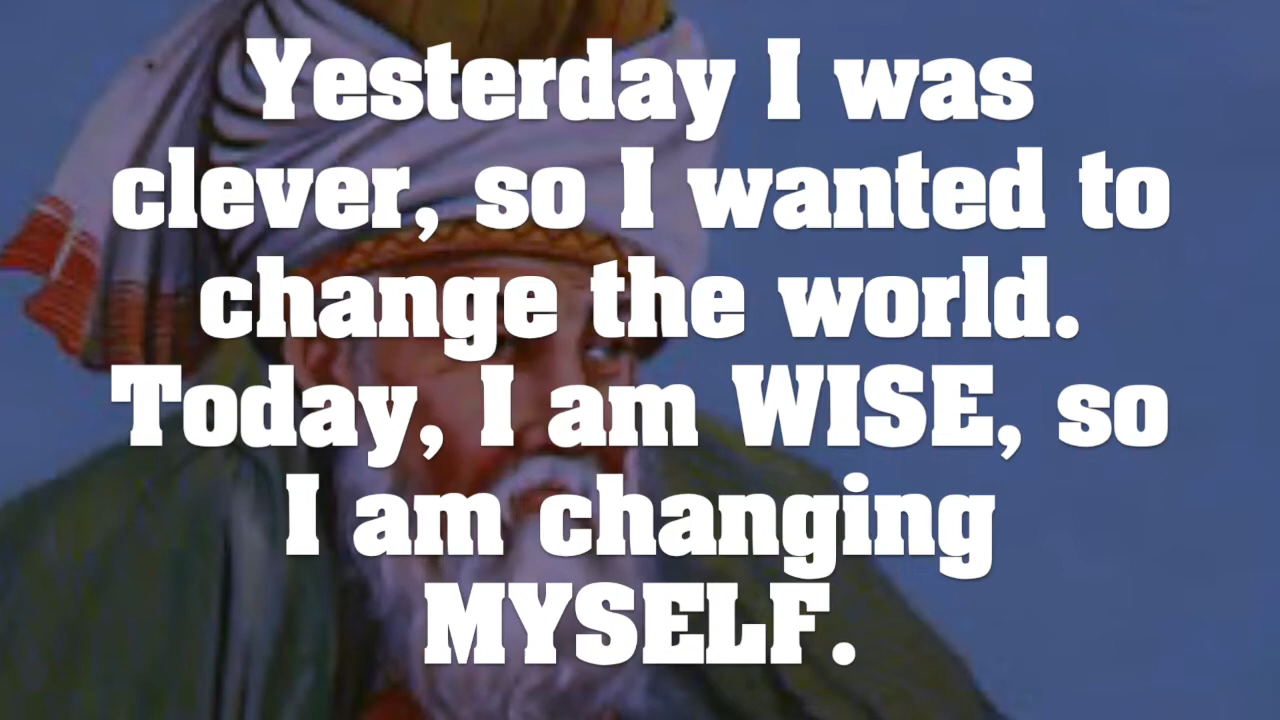 Yesterday I was
clever, so I wanted to
change the world.
Today, I am WISE, so
I am changing
MYSELF.